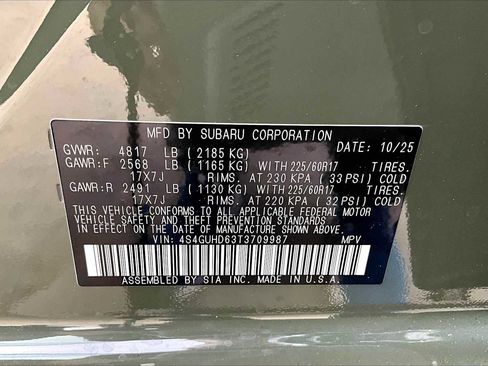 MFD BY SUBARU CORPORATION
GVWR: 4817 LB (2185 KG) DATE: 10/25
GAWR:F 2568 LB (1165 KG) WITH 225/60R17 TIRES.
17X7J RIMS. AT 230 KPA (33 PSI) COLD
GAWR:R 2491 LB (1130 KG) WITH 225/60R17 TIRES.
17X7J RIMS. AT 220 KPA (32 PSI) COLD
THIS VEHICLE CONFORMS TO ALL APPLICABLE FEDERAL MOTOR
VEHICLE SAFETY, BUMPER, AND THEFT PREVENTION STANDARDS
IN EFFECT ON THE DATE OF MANUFACTURE SHOWN ABOVE.
VIN: 4S4GUHD63T3709987 MPV
ASSEMBLED BY SIA INC. MADE IN U.S.A.